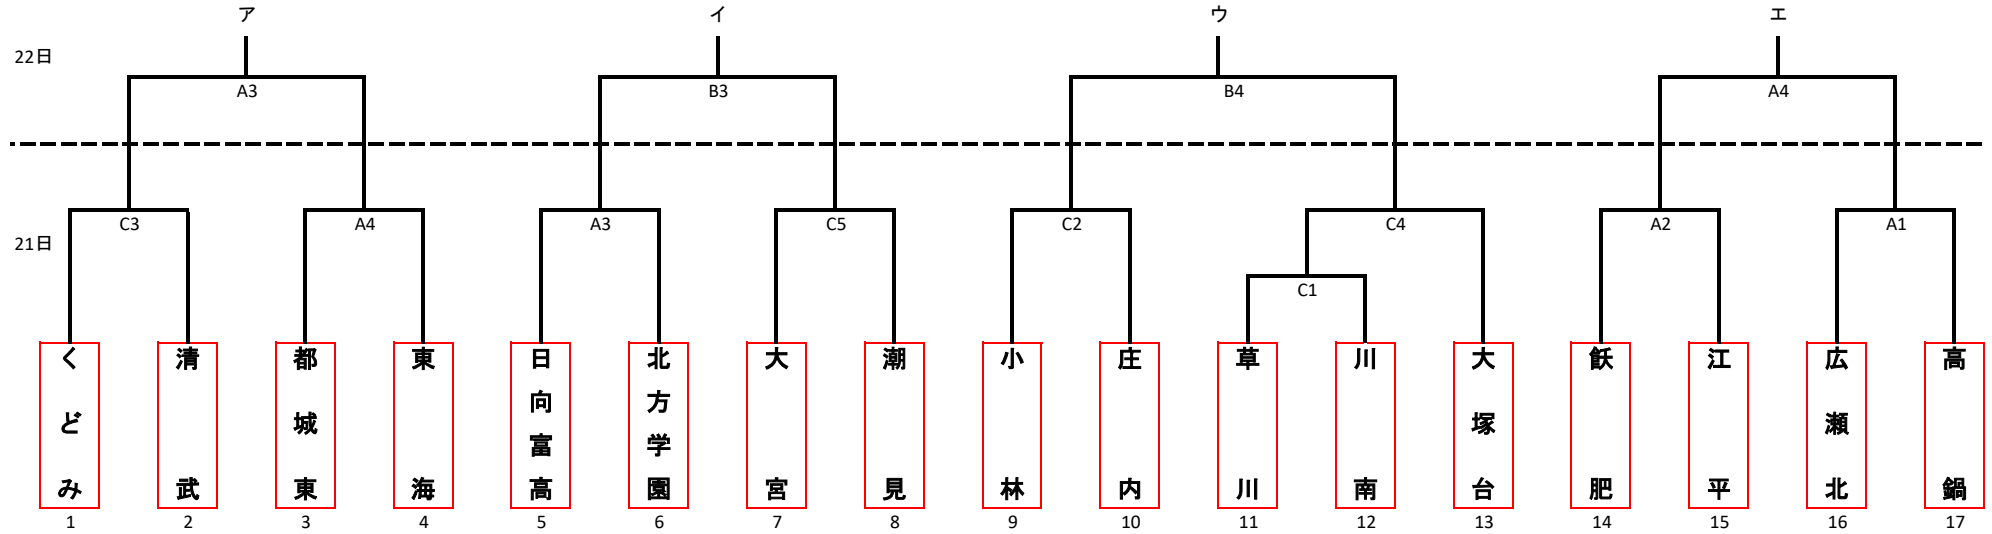 ア イ ウ エ
22日
A3 B3 B4 A4
C3 A4 A3 C5 C2 C4 A2 A1
21日
C1
くどみ
清武
都城東
東海
日向富高
北方学園
大宮
潮見
小林
庄内
草川
川南
大塚台
飫肥
江平
広瀬北
高鍋
1 2 3 4 5 6 7 8 9 10 11 12 13 14 15 16 17